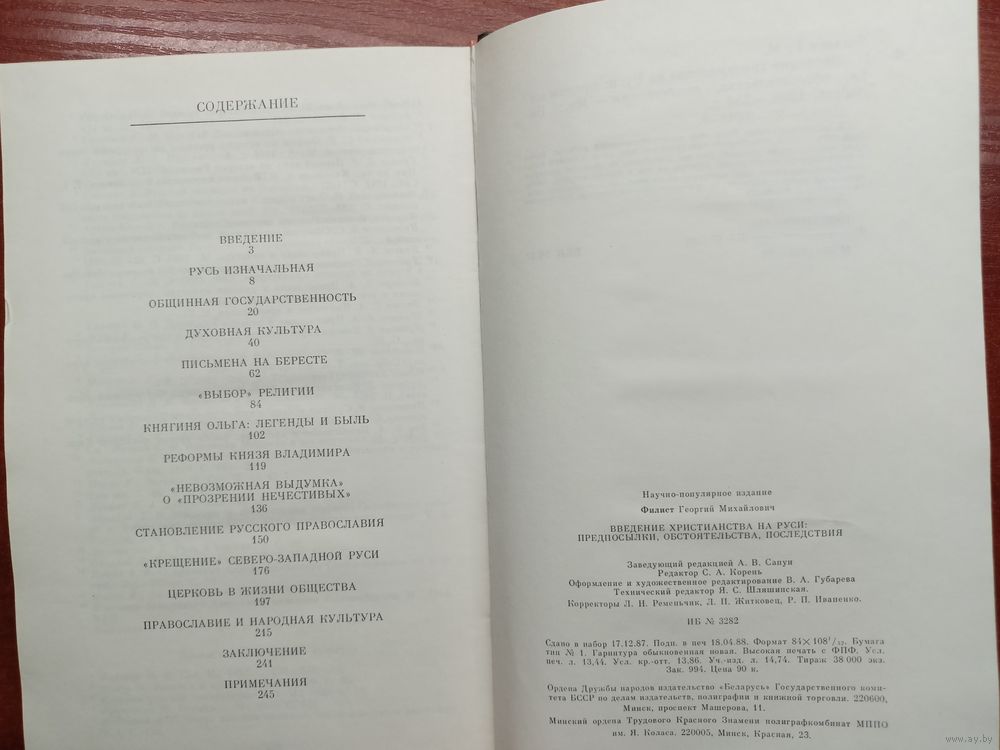 СОДЕРЖАНИЕ
ВВЕДЕНИЕ
3
РУСЬ ИЗНАЧАЛЬНАЯ
8
ОБЩИННАЯ ГОСУДАРСТВЕННОСТЬ
20
ДУХОВНАЯ КУЛЬТУРА
40
ПИСЬМЕНА НА БЕРЕСТЕ
62
«ВЫБОР» РЕЛИГИИ
84
КНЯГИНЯ ОЛЬГА: ЛЕГЕНДЫ И БЫЛЬ
102
РЕФОРМЫ КНЯЗЯ ВЛАДИМИРА
119
«НЕВОЗМОЖНАЯ ВЫДУМКА»
О «ПРОЗРЕНИИ НЕЧЕСТИВЫХ»
136
СТАНОВЛЕНИЕ РУССКОГО ПРАВОСЛАВИЯ
150
«КРЕЩЕНИЕ» СЕВЕРО-ЗАПАДНОЙ РУСИ
176
ЦЕРКОВЬ В ЖИЗНИ ОБЩЕСТВА
197
ПРАВОСЛАВИЕ И НАРОДНАЯ КУЛЬТУРА
215
ЗАКЛЮЧЕНИЕ
241
ПРИМЕЧАНИЯ
245
Научно-популярное издание
Филист Георгий Михайлович
ВВЕДЕНИЕ ХРИСТИАНСТВА НА РУСИ:
ПРЕДПОСЫЛКИ, ОБСТОЯТЕЛЬСТВА, ПОСЛЕДСТВИЯ
Заведующий редакцией А. В. Сапун
Редактор С. А. Корень
Оформление и художественное редактирование В. А. Губарева
Технический редактор Я. С. Шляшинская.
Корректоры Л. Н. Ременьчик, Л. П. Житковец, Р. П. Иваненко.
ИБ № 3282
Сдано в набор 17.12.87. Подп. в печ 18.04.88. Формат 84×108¹/₃₂. Бумага
тип № 1. Гарнитура обыкновенная новая. Высокая печать с ФПФ. Усл.
печ. л. 13,44. Усл. кр.-отт. 13,86. Уч.-изд. л. 14,74. Тираж 38 000 экз.
Зак. 994. Цена 90 к.
Ордена Дружбы народов издательство «Беларусь» Государственного коми-
тета БССР по делам издательств, полиграфии и книжной торговли. 220600,
Минск, проспект Машерова, 11.
Минский ордена Трудового Красного Знамени полиграфкомбинат МППО
им. Я. Коласа. 220005, Минск, Красная, 23.
www.ay.by